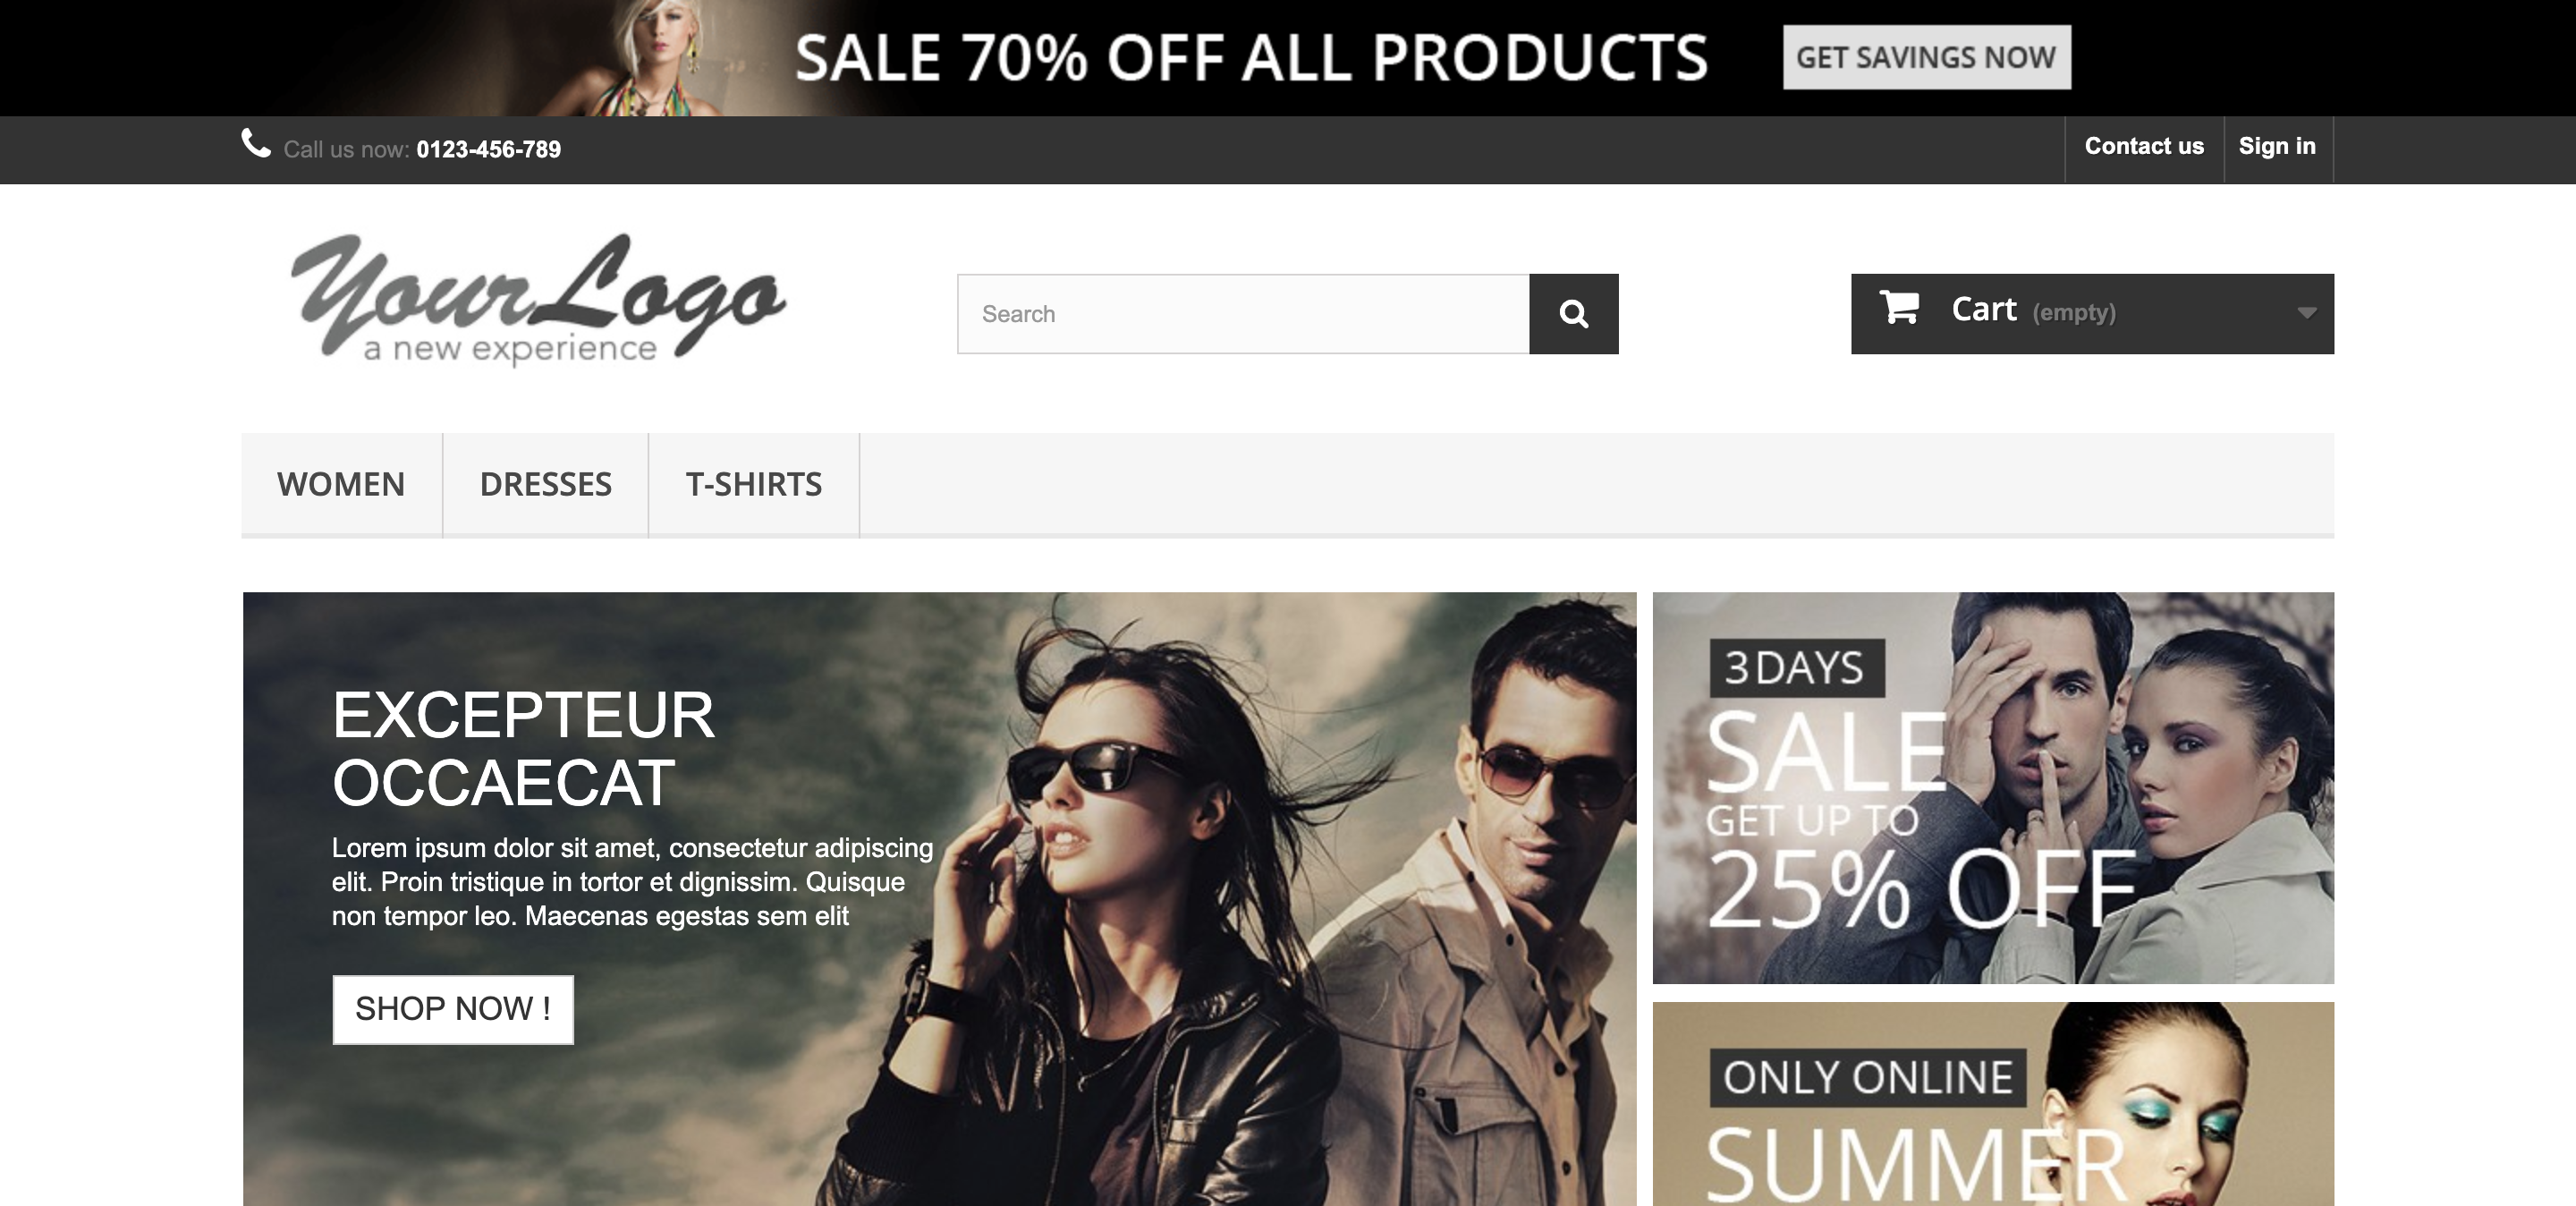 SALE 70% OFF ALL PRODUCTS GET SAVINGS NOW
Call us now: 0123-456-789 Contact us Sign in
YourLogo
a new experience
Search
Cart (empty)
WOMEN DRESSES T-SHIRTS
EXCEPTEUR
OCCAECAT
Lorem ipsum dolor sit amet, consectetur adipiscing
elit. Proin tristique in tortor et dignissim. Quisque
non tempor leo. Maecenas egestas sem elit
SHOP NOW !
3 DAYS
SALE
GET UP TO
25% OFF
ONLY ONLINE
SUMMER